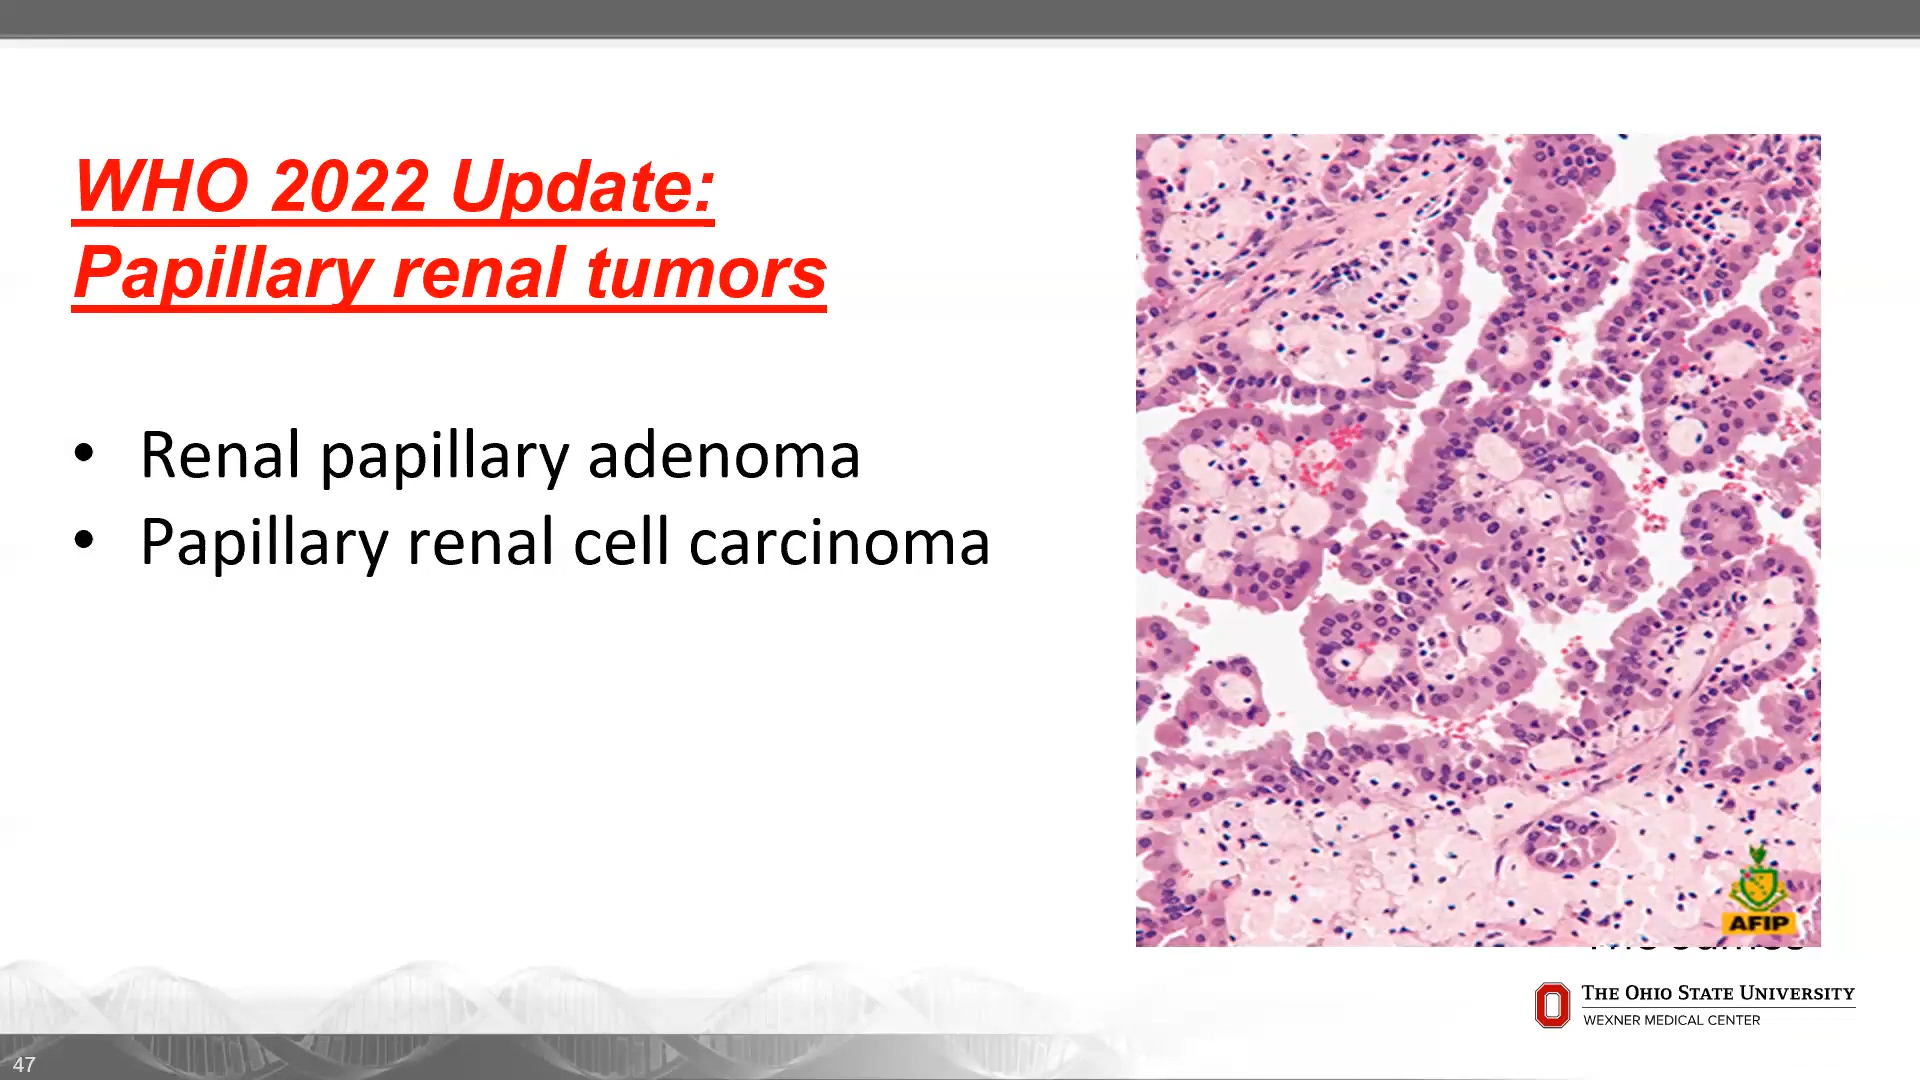 WHO 2022 Update:
Papillary renal tumors
• Renal papillary adenoma
• Papillary renal cell carcinoma
AFIP
THE OHIO STATE UNIVERSITY
WEXNER MEDICAL CENTER
47